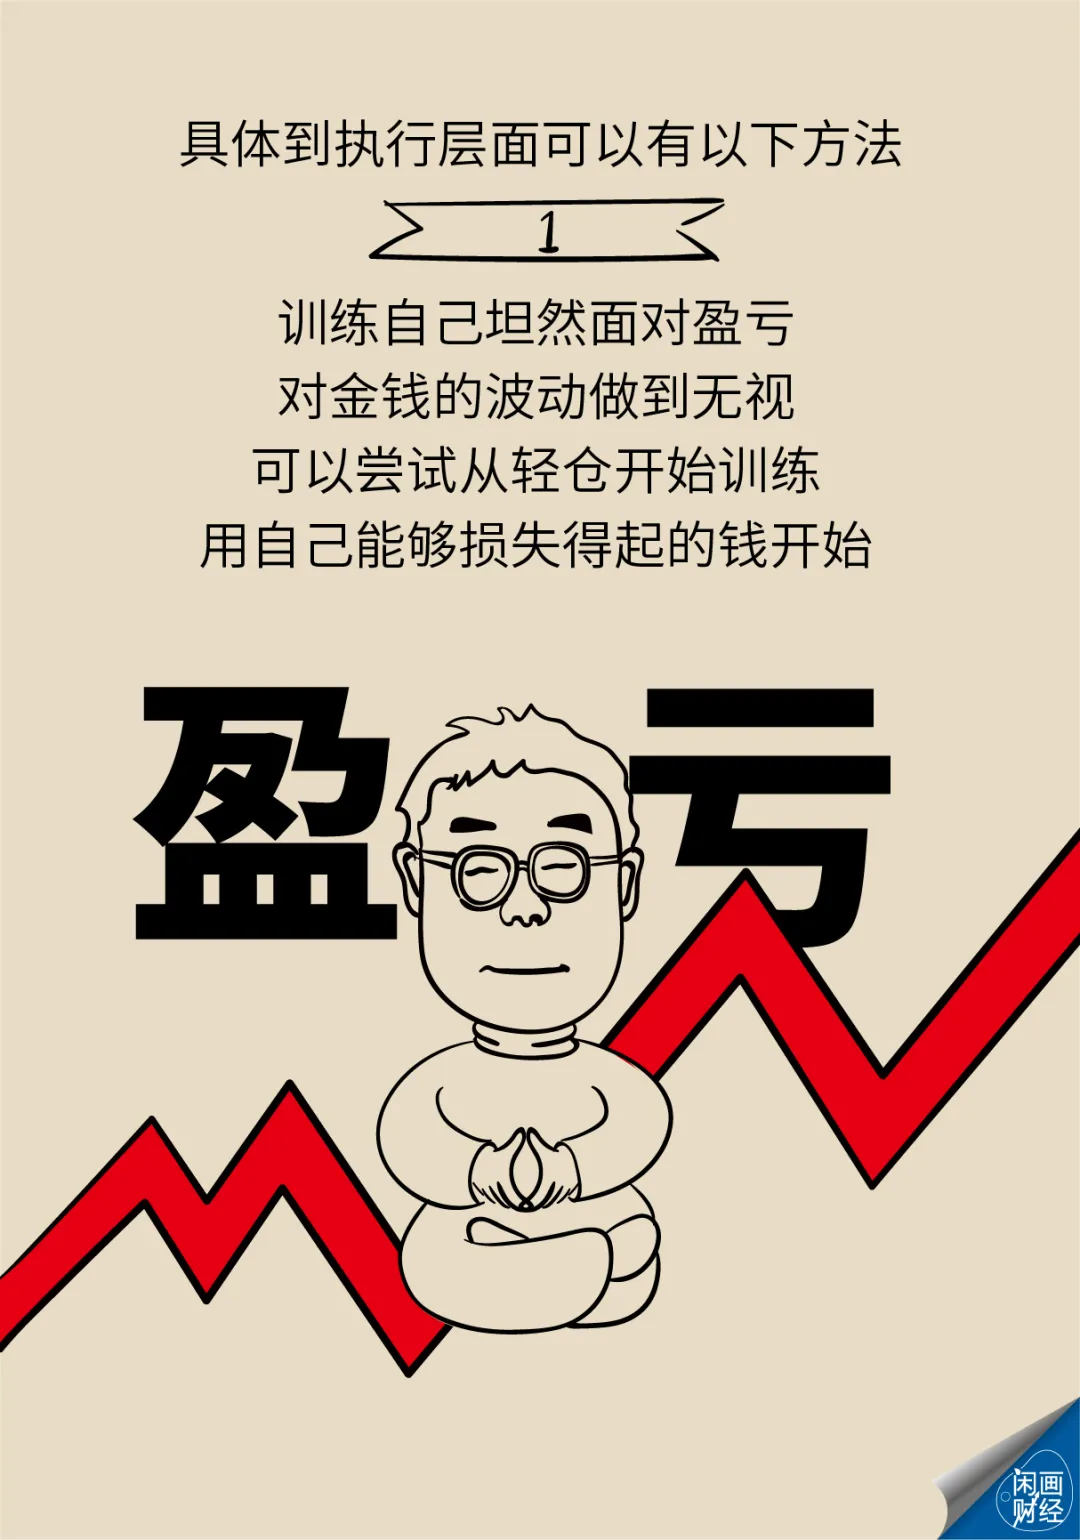 具体到执行层面可以有以下方法
1
训练自己坦然面对盈亏
对金钱的波动做到无视
可以尝试从轻仓开始训练
用自己能够损失得起的钱开始
盈 亏
闲画
财经